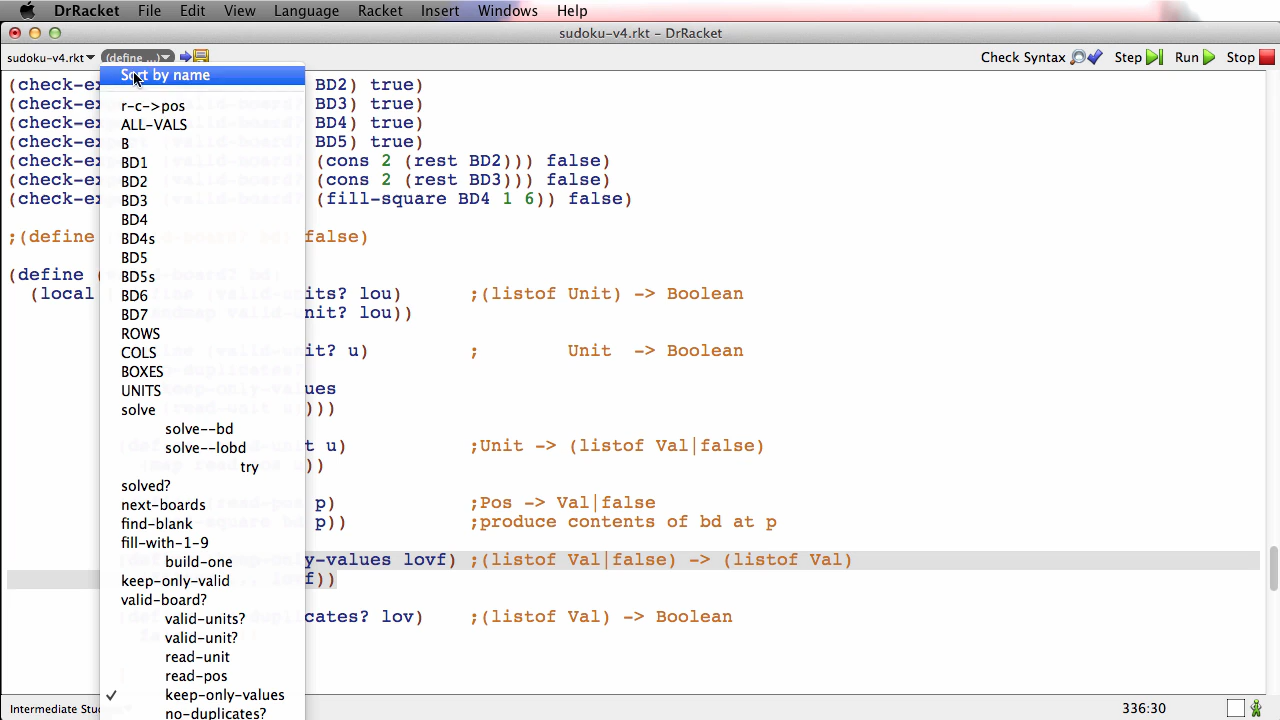 DrRacket File Edit View Language Racket Insert Windows Help
sudoku-v4.rkt - DrRacket
sudoku-v4.rkt (define ...) Check Syntax Step Run Stop
Sort by name
r-c->pos
ALL-VALS
B
BD1
BD2
BD3
BD4
BD4s
BD5
BD5s
BD6
BD7
ROWS
COLS
BOXES
UNITS
solve
solve--bd
solve--lobd
try
solved?
next-boards
find-blank
fill-with-1-9
build-one
keep-only-valid
valid-board?
valid-units?
valid-unit?
read-unit
read-pos
✓ keep-only-values
no-duplicates?
(check-ex BD2) true)
(check-ex BD3) true)
(check-ex BD4) true)
(check-ex BD5) true)
(check-ex (cons 2 (rest BD2))) false)
(check-ex (cons 2 (rest BD3))) false)
(check-ex (fill-square BD4 1 6)) false)
;(define false)
(define (
(local nits? lou) ;(listof Unit) -> Boolean
nit? lou))
t? u) ; Unit -> Boolean
ues
)))
t u) ;Unit -> (listof Val|false)
))
p) ;Pos -> Val|false
p)) ;produce contents of bd at p
y-values lovf) ;(listof Val|false) -> (listof Val)
f))
cates? lov) ;(listof Val) -> Boolean
336:30